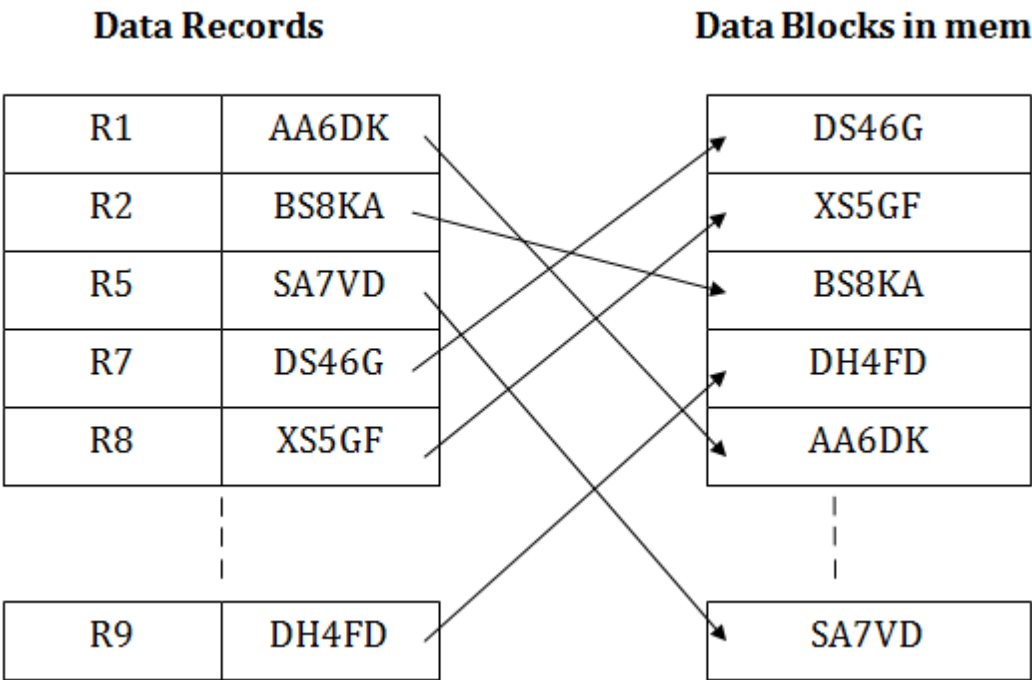 Data Records
Data Blocks in mem
R1 AA6DK DS46G
R2 BS8KA XS5GF
R5 SA7VD BS8KA
R7 DS46G DH4FD
R8 XS5GF AA6DK
R9 DH4FD SA7VD